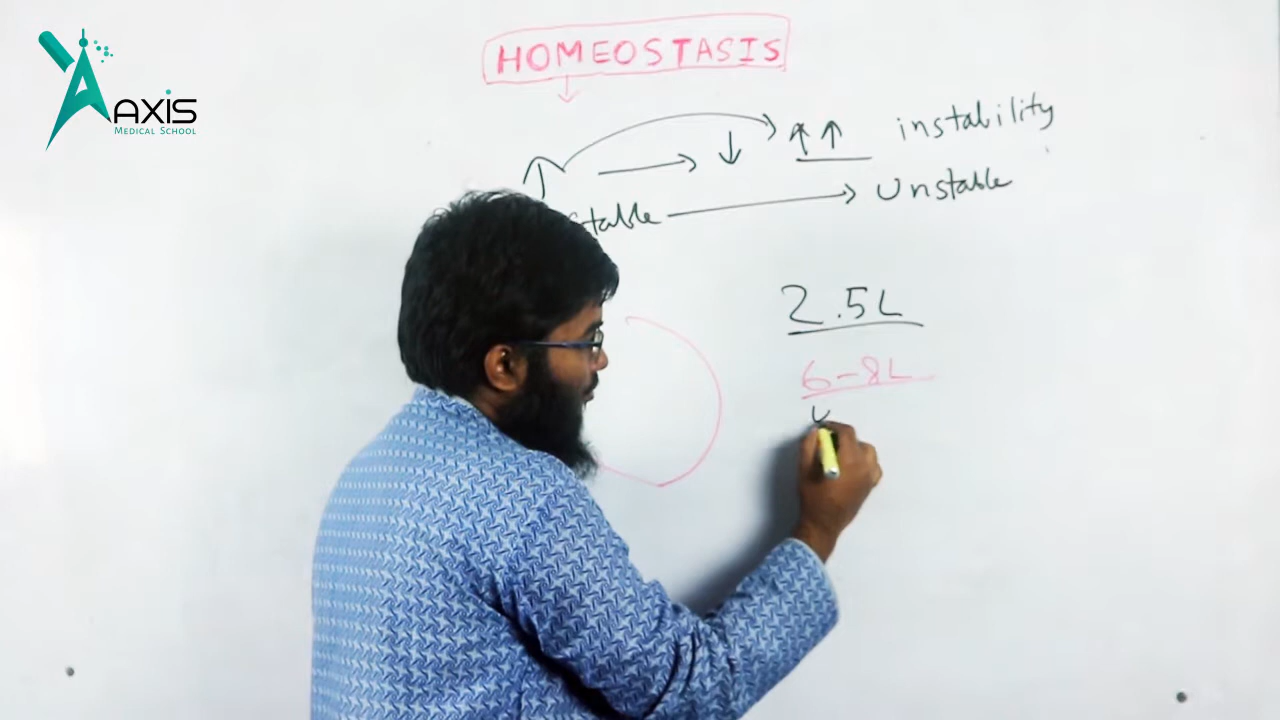 AXIS
MEDICAL SCHOOL
HOMEOSTASIS
↑ → ↓ ↑↑ instability
stable → Unstable
2.5L
6-8L